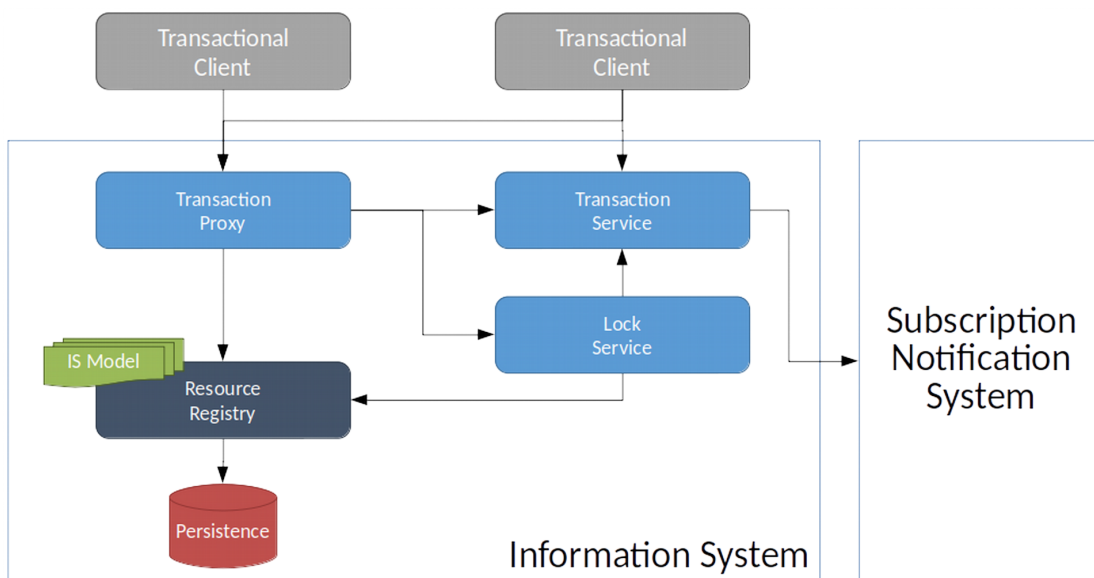 Transactional
Client
Transactional
Client
Transaction
Proxy
Transaction
Service
Lock
Service
IS Model
Resource
Registry
Persistence
Information System
Subscription
Notification
System